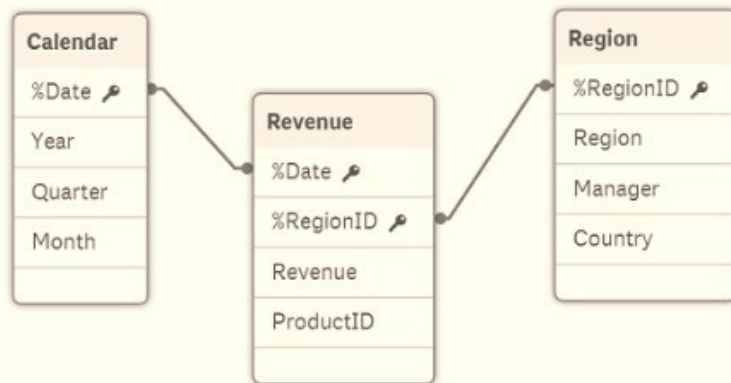 Calendar
%Date
Year
Quarter
Month
Revenue
%Date
%RegionID
Revenue
ProductID
Region
%RegionID
Region
Manager
Country